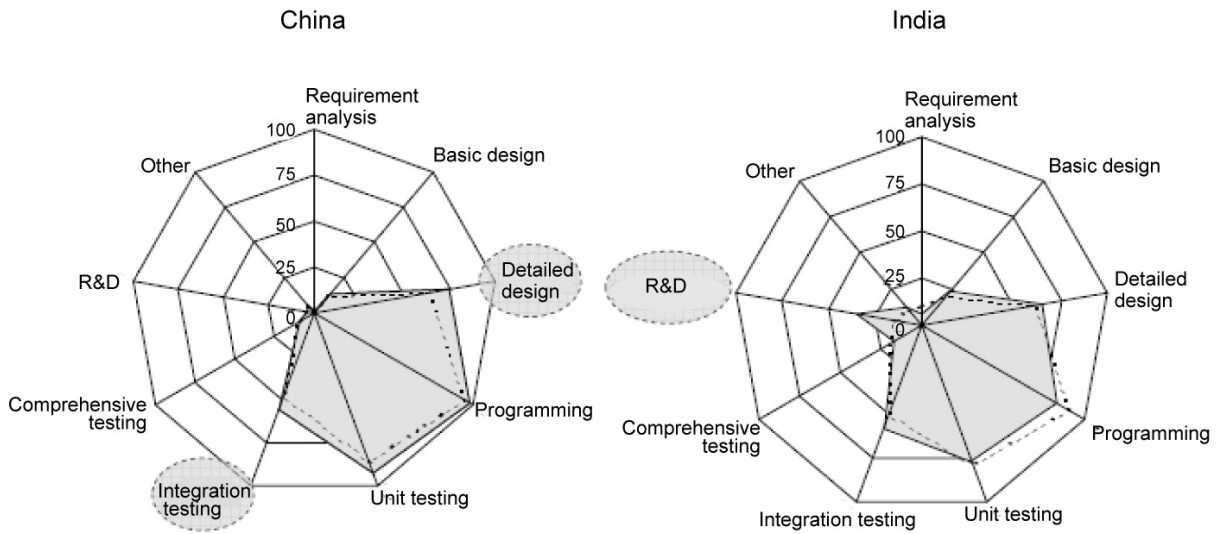 China
Requirement
analysis
100
Basic design
Other
75
50
25
R&D
0
Detailed
design
Comprehensive
testing
Programming
Integration
testing
Unit testing
India
Requirement
analysis
100
Basic design
Other
75
50
25
R&D
0
Detailed
design
Comprehensive
testing
Programming
Integration testing
Unit testing